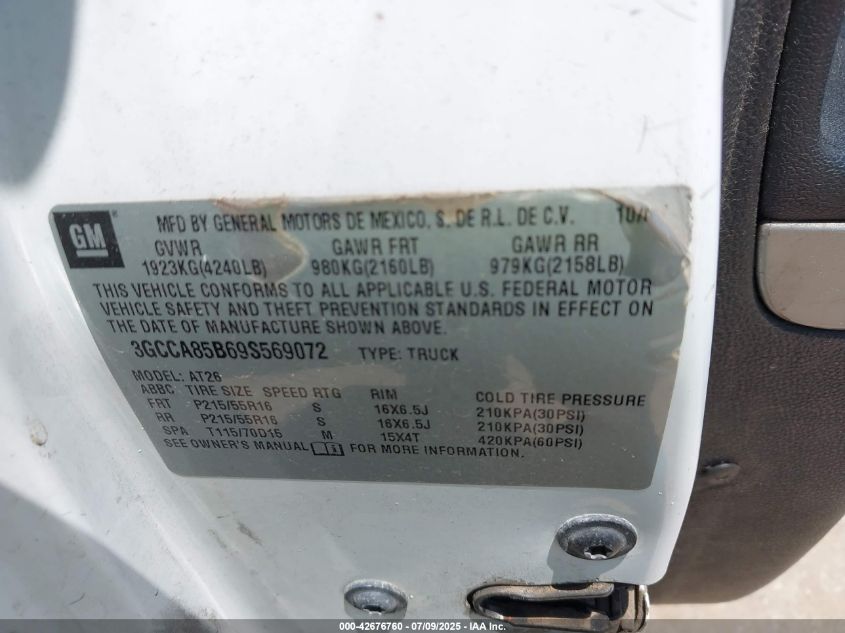 GM ® MFD BY GENERAL MOTORS DE MEXICO, S. DE R.L. DE C.V. 10/
GVWR GAWR FRT GAWR RR
1923KG(4240LB) 980KG(2160LB) 979KG(2158LB)
THIS VEHICLE CONFORMS TO ALL APPLICABLE U.S. FEDERAL MOTOR
VEHICLE SAFETY AND THEFT PREVENTION STANDARDS IN EFFECT ON
THE DATE OF MANUFACTURE SHOWN ABOVE.
3GCCA85B69S569072 TYPE: TRUCK
MODEL: AT26
ABBC TIRE SIZE SPEED RTG RIM COLD TIRE PRESSURE
FRT P215/55R16 S 16X6.5J 210KPA(30PSI)
RR P215/55R16 S 16X6.5J 210KPA(30PSI)
SPA T115/70D15 M 15X4T 420KPA(60PSI)
SEE OWNER'S MANUAL FOR MORE INFORMATION.
000-42676760 - 07/09/2025 - IAA Inc.